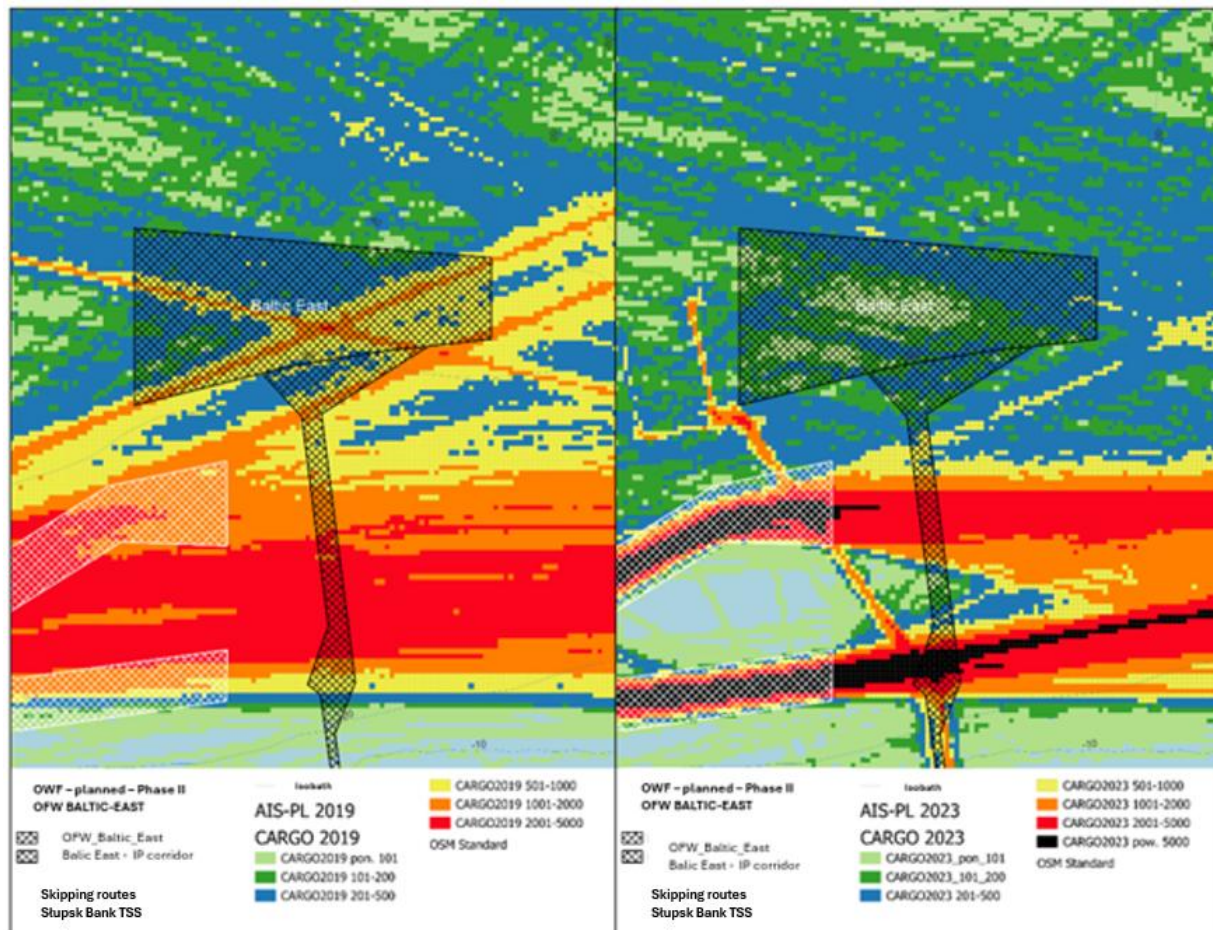 Baltic East
Baltic East
-10
-10
OWF – planned – Phase II
OFW BALTIC-EAST
OFW_Baltic_East
Balic East - IP corridor
Skipping routes
Słupsk Bank TSS
Isobath
AIS-PL 2019
CARGO 2019
CARGO2019 pon. 101
CARGO2019 101-200
CARGO2019 201-500
CARGO2019 501-1000
CARGO2019 1001-2000
CARGO2019 2001-5000
OSM Standard
OWF – planned – Phase II
OFW BALTIC-EAST
OFW_Baltic_East
Balic East - IP corridor
Skipping routes
Słupsk Bank TSS
Isobath
AIS-PL 2023
CARGO 2023
CARGO2023_pon_101
CARGO2023_101_200
CARGO2023 201-500
CARGO2023 501-1000
CARGO2023 1001-2000
CARGO2023 2001-5000
CARGO2023 pow. 5000
OSM Standard